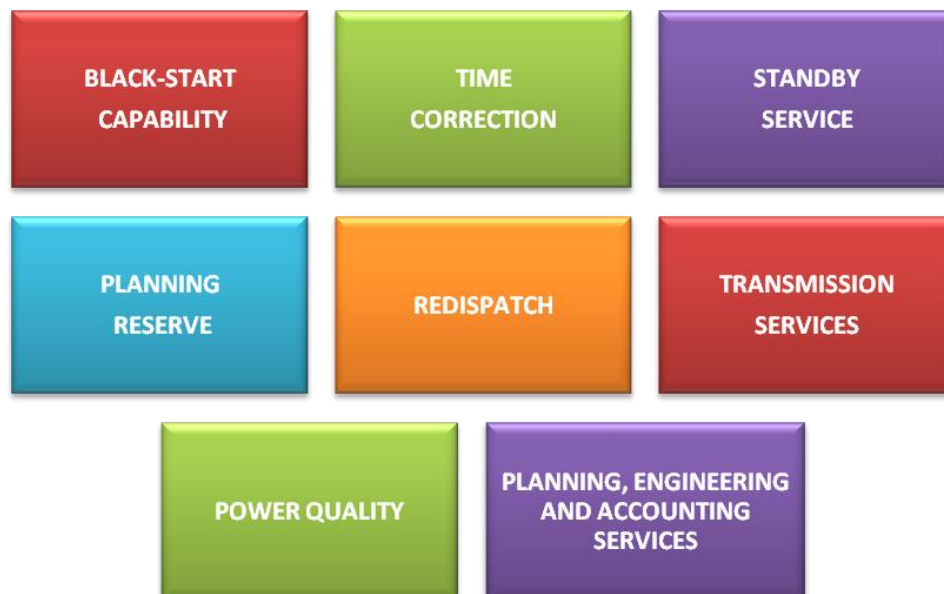 BLACK-START
CAPABILITY
TIME
CORRECTION
STANDBY
SERVICE
PLANNING
RESERVE
REDISPATCH
TRANSMISSION
SERVICES
POWER QUALITY
PLANNING, ENGINEERING
AND ACCOUNTING
SERVICES